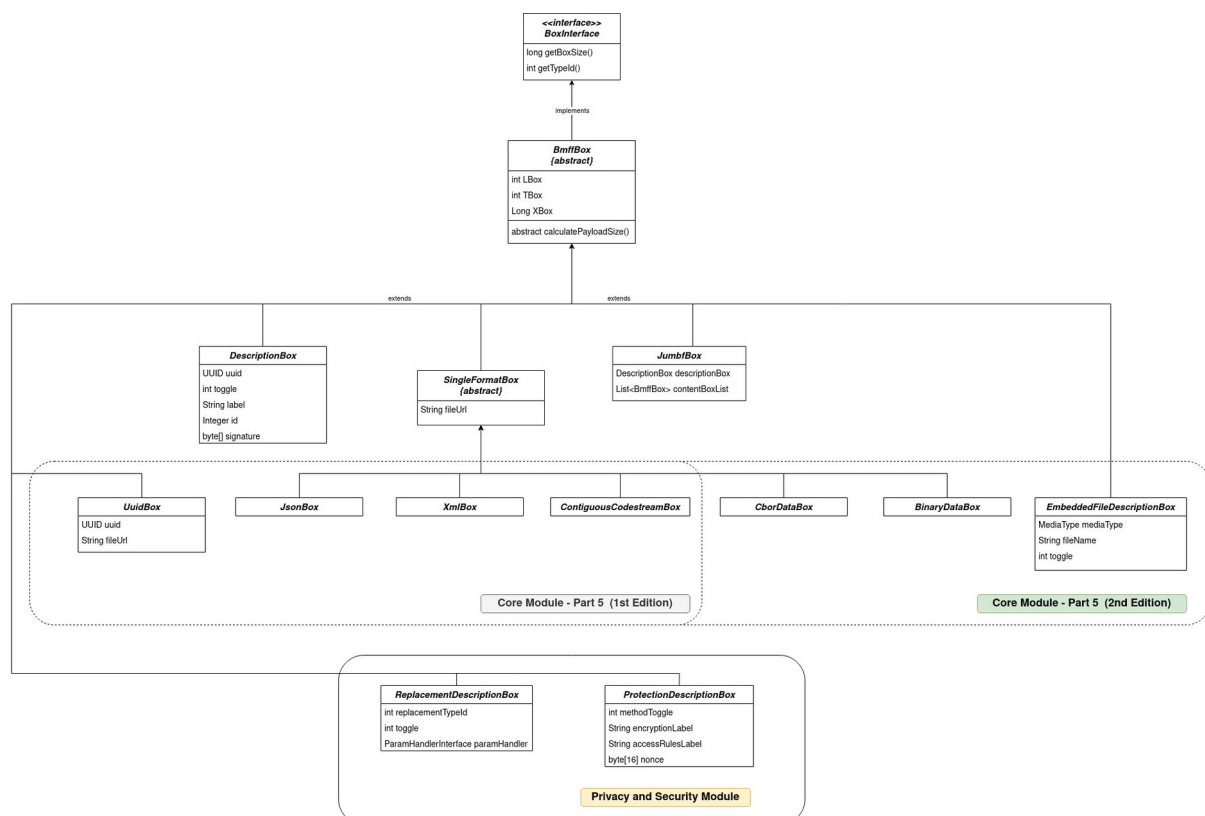 <<interface>>
BoxInterface
long getBoxSize()
int getTypeId()
implements
BmffBox
{abstract}
int LBox
int TBox
Long XBox
abstract calculatePayloadSize()
extends
extends
DescriptionBox
UUID uuid
int toggle
String label
Integer id
byte[] signature
SingleFormatBox
{abstract}
String fileUrl
JumbfBox
DescriptionBox descriptionBox
List<BmffBox> contentBoxList
UuidBox
UUID uuid
String fileUrl
JsonBox
XmlBox
ContiguousCodestreamBox
CborDataBox
BinaryDataBox
EmbeddedFileDescriptionBox
MediaType mediaType
String fileName
int toggle
Core Module - Part 5 (1st Edition)
Core Module - Part 5 (2nd Edition)
ReplacementDescriptionBox
int replacementTypeId
int toggle
ParamHandlerInterface paramHandler
ProtectionDescriptionBox
int methodToggle
String encryptionLabel
String accessRulesLabel
byte[16] nonce
Privacy and Security Module